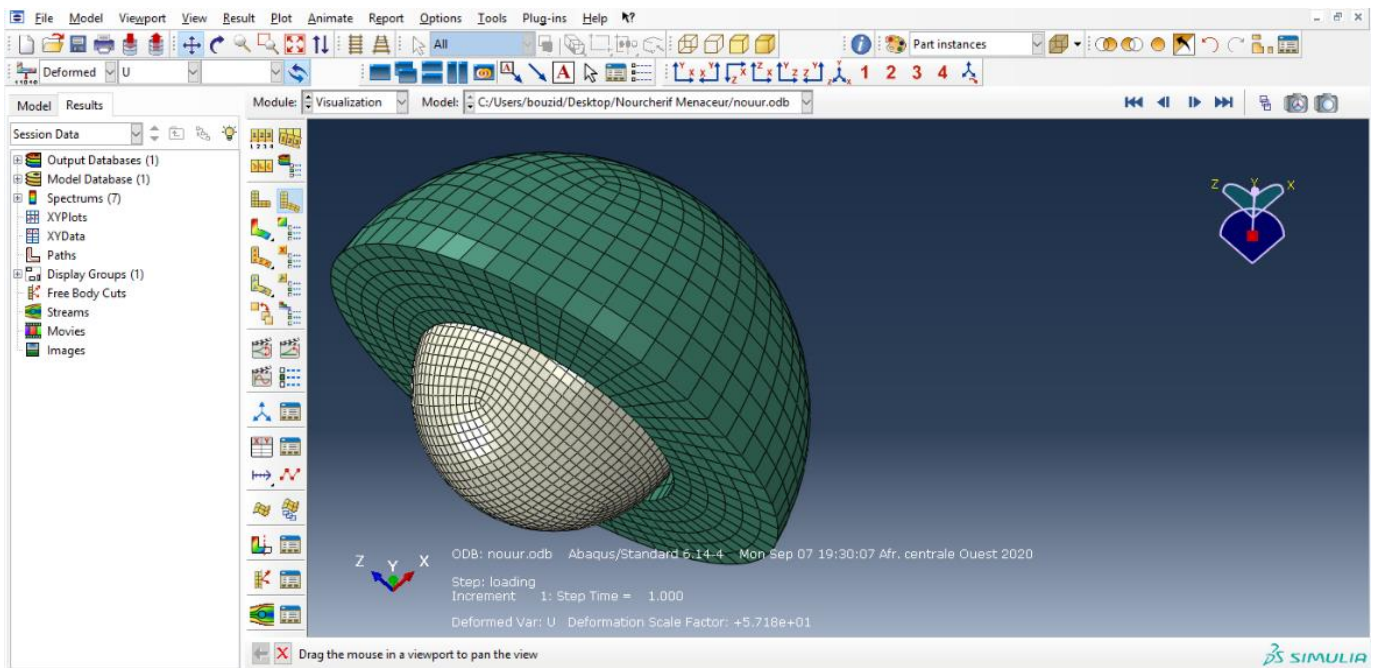 File Model Viewport View Result Plot Animate Report Options Tools Plug-ins Help
All Part instances
Deformed U 1 2 3 4
Model Results Module: Visualization Model: C:/Users/bouzid/Desktop/Nourcherif Menaceur/nouur.odb
Session Data
Output Databases (1)
Model Database (1)
Spectrums (7)
XYPlots
XYData
Paths
Display Groups (1)
Free Body Cuts
Streams
Movies
Images
Z Y X
Z Y X
ODB: nouur.odb Abaqus/Standard 6.14-4 Mon Sep 07 19:30:07 Afr. centrale Ouest 2020
Step: loading
Increment 1: Step Time = 1.000
Deformed Var: U Deformation Scale Factor: +5.718e+01
Drag the mouse in a viewport to pan the view
SIMULIA